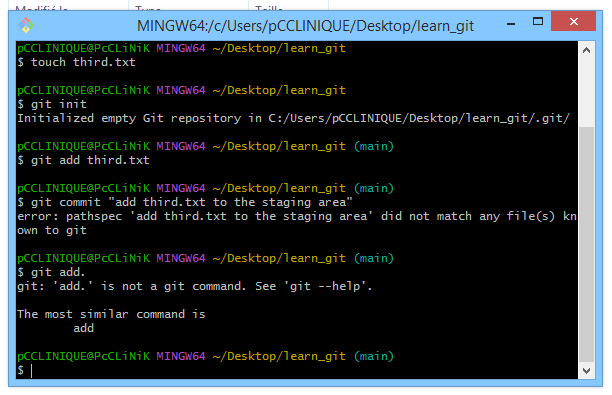 Modifié le Type Taille
MINGW64:/c/Users/pCCLINIQUE/Desktop/learn_git
pCCLINIQUE@PcCLiNiK MINGW64 ~/Desktop/learn_git
$ touch third.txt
pCCLINIQUE@PcCLiNiK MINGW64 ~/Desktop/learn_git
$ git init
Initialized empty Git repository in C:/Users/pCCLINIQUE/Desktop/learn_git/.git/
pCCLINIQUE@PcCLiNiK MINGW64 ~/Desktop/learn_git (main)
$ git add third.txt
pCCLINIQUE@PcCLiNiK MINGW64 ~/Desktop/learn_git (main)
$ git commit "add third.txt to the staging area"
error: pathspec 'add third.txt to the staging area' did not match any file(s) kn
own to git
pCCLINIQUE@PcCLiNiK MINGW64 ~/Desktop/learn_git (main)
$ git add.
git: 'add.' is not a git command. See 'git --help'.
The most similar command is
add
pCCLINIQUE@PcCLiNiK MINGW64 ~/Desktop/learn_git (main)
$